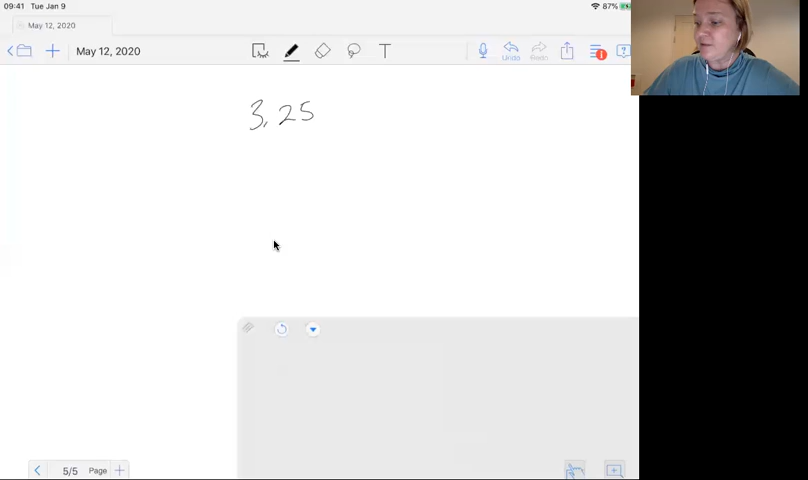 09:41 Tue Jan 9 87%
May 12, 2020
May 12, 2020 T Undo Redo
3,25
5/5 Page